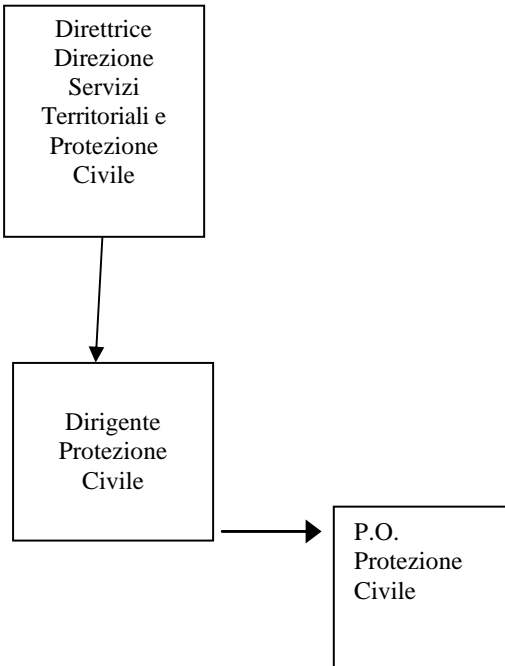 Direttrice
Direzione
Servizi
Territoriali e
Protezione
Civile
Dirigente
Protezione
Civile
P.O.
Protezione
Civile